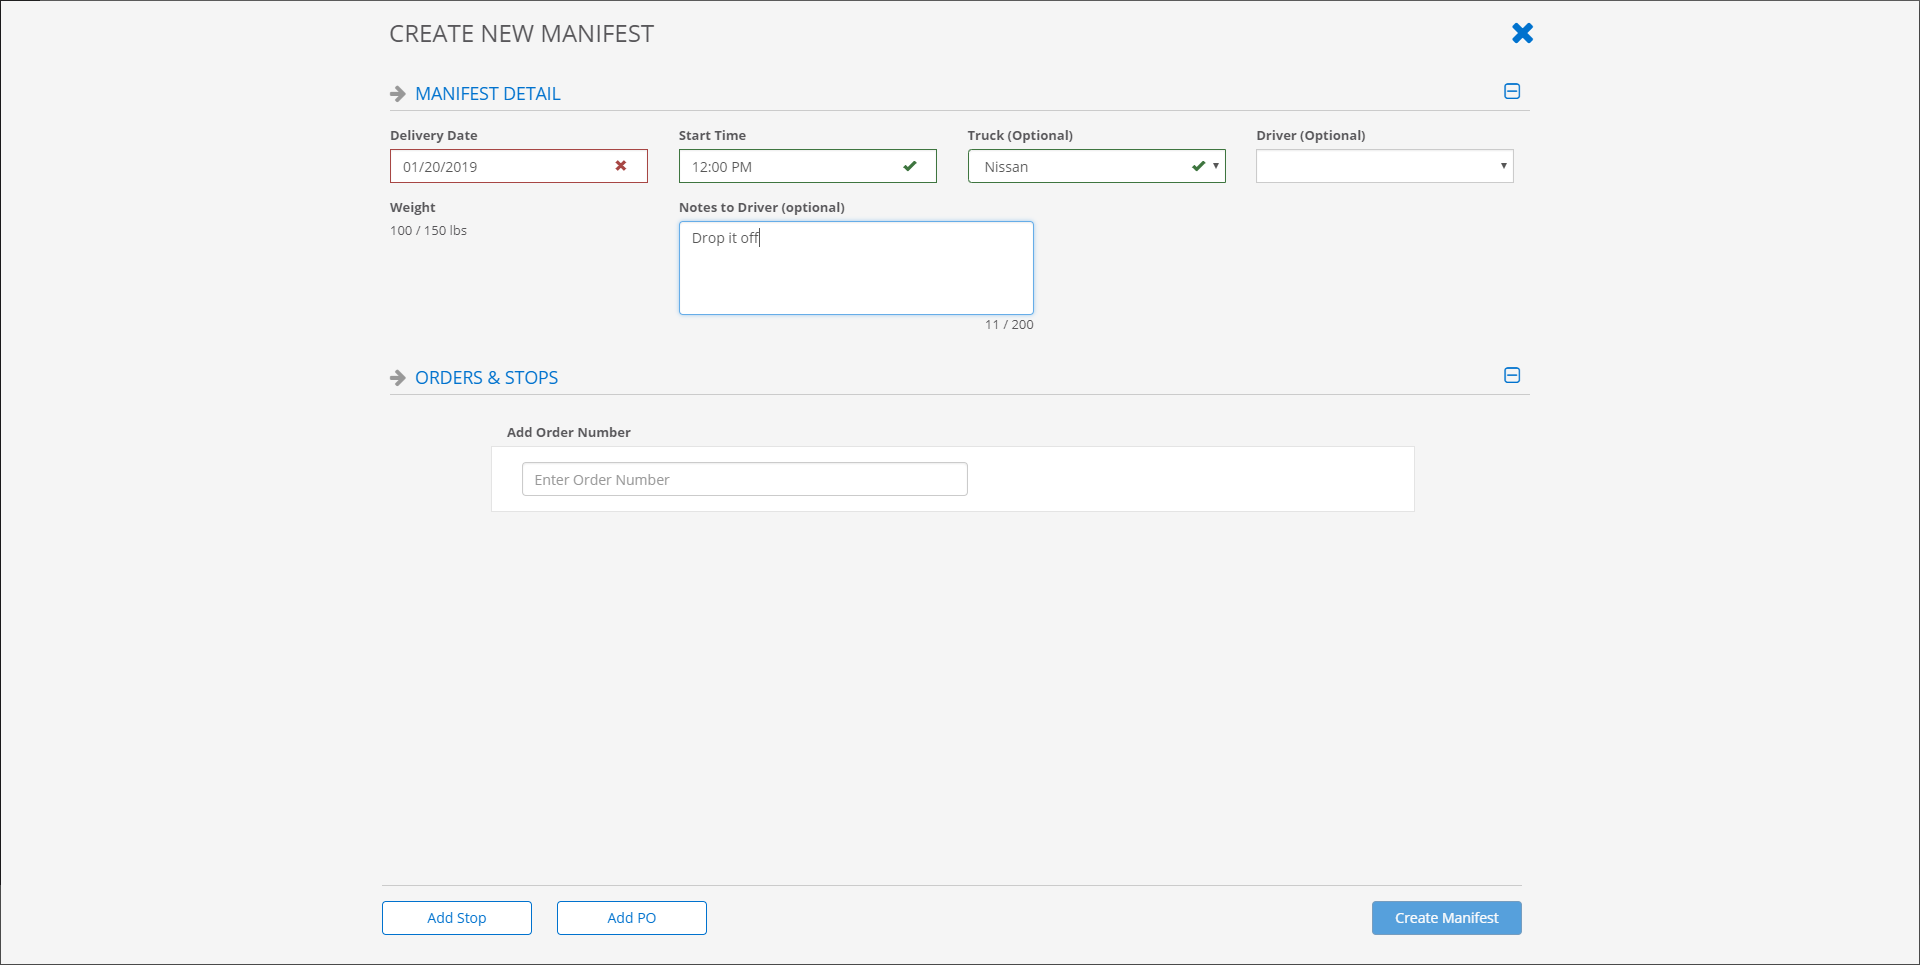 CREATE NEW MANIFEST
MANIFEST DETAIL
Delivery Date
Start Time
Truck (Optional)
Driver (Optional)
01/20/2019
12:00 PM
Nissan
Weight
Notes to Driver (optional)
100 / 150 lbs
Drop it off
11 / 200
ORDERS & STOPS
Add Order Number
Enter Order Number
Add Stop
Add PO
Create Manifest